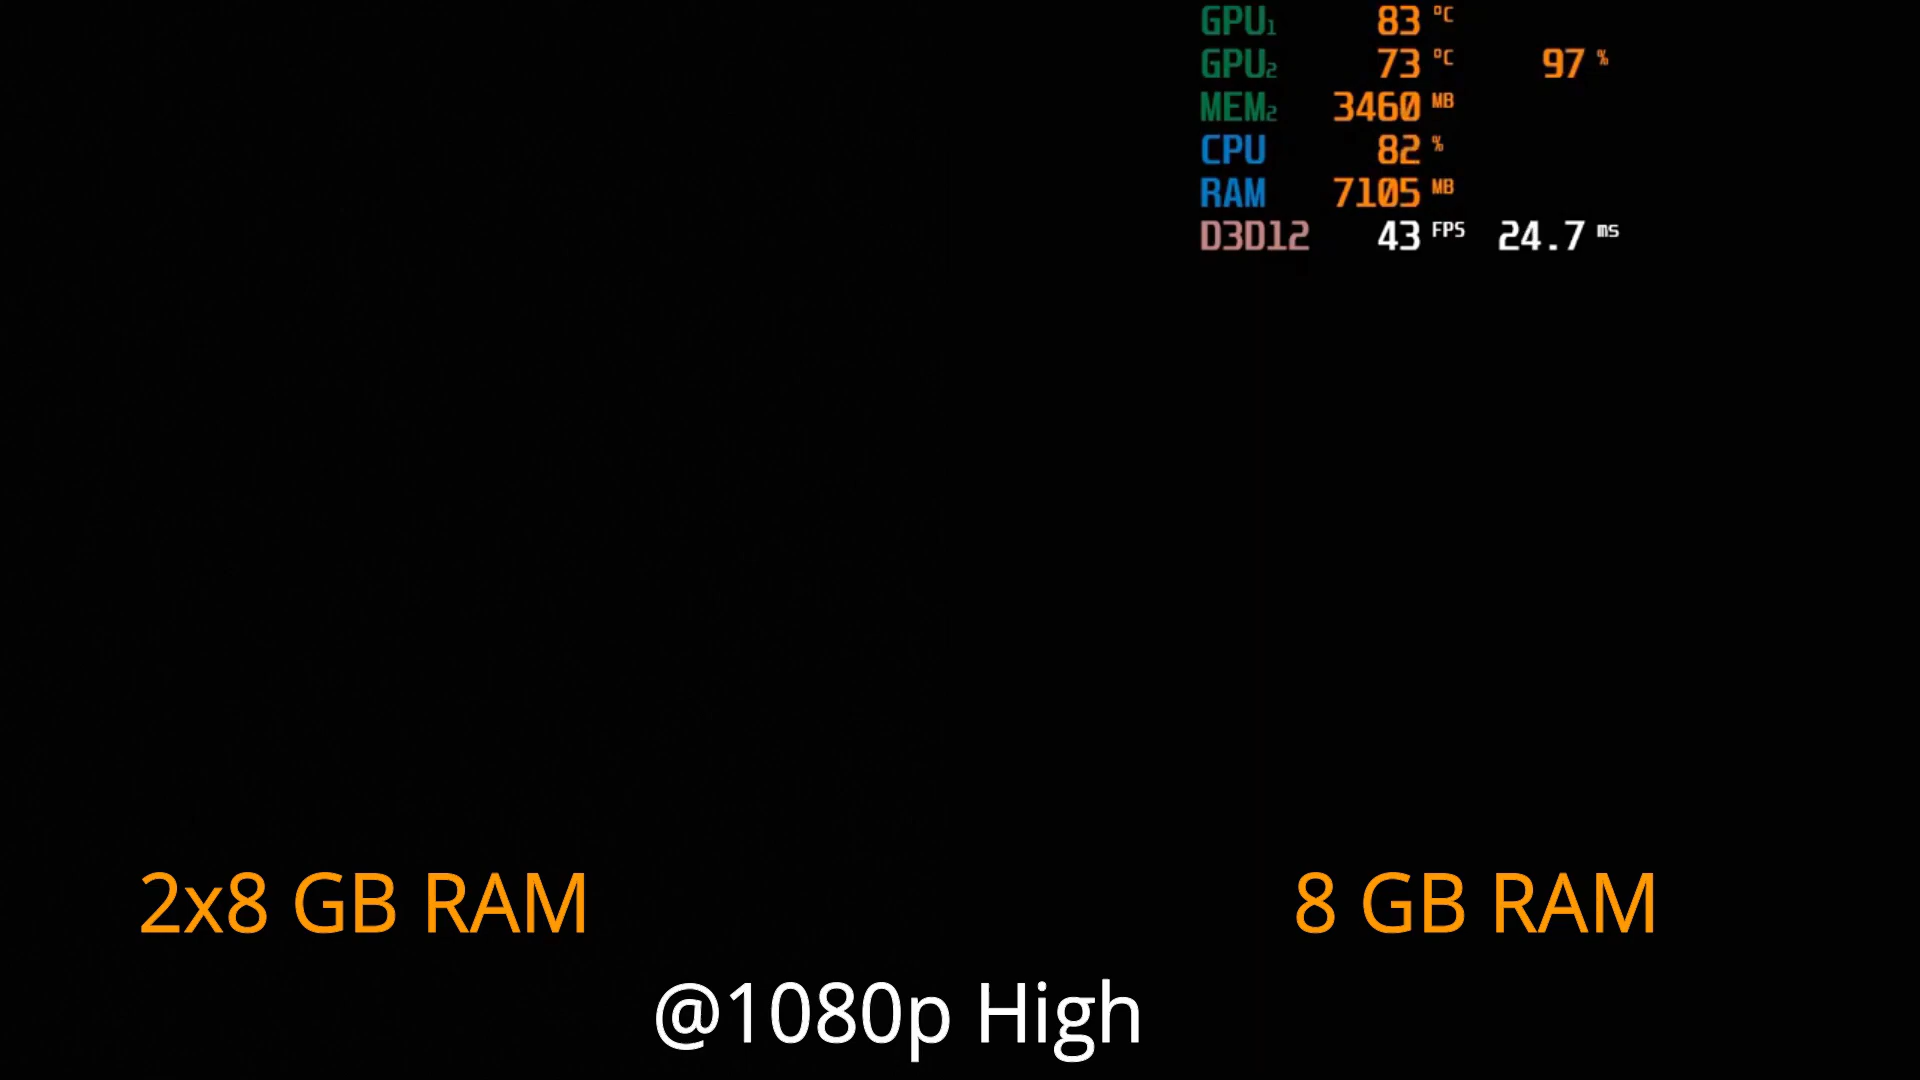 GPU1 83 °C
GPU2 73 °C 97 %
MEM2 3460 MB
CPU 82 %
RAM 7105 MB
D3D12 43 FPS 24.7 ms
2x8 GB RAM 8 GB RAM
@1080p High